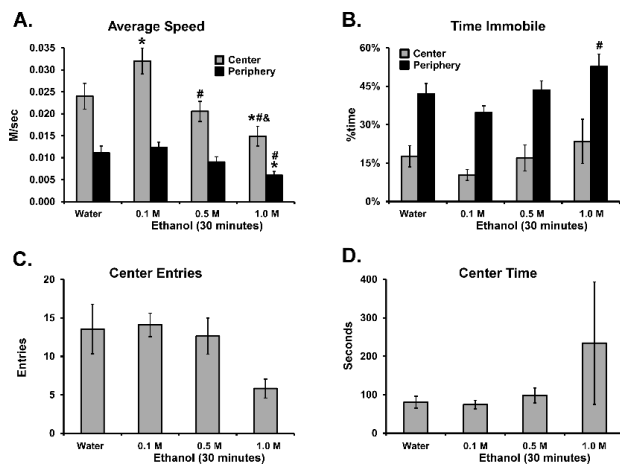 A.
Average Speed
0.035
0.030
0.025
0.020
0.015
0.010
0.005
0.000
M/sec
Center
Periphery
*
#
*#&
#
*
Water
0.1 M
0.5 M
1.0 M
Ethanol (30 minutes)
B.
Time Immobile
60%
45%
30%
15%
0%
%time
Center
Periphery
#
Water
0.1 M
0.5 M
1.0 M
Ethanol (30 minutes)
C.
Center Entries
20
15
10
5
0
Entries
Water
0.1 M
0.5 M
1.0 M
Ethanol (30 minutes)
D.
Center Time
400
300
200
100
0
Seconds
Water
0.1 M
0.5 M
1.0 M
Ethanol (30 minutes)